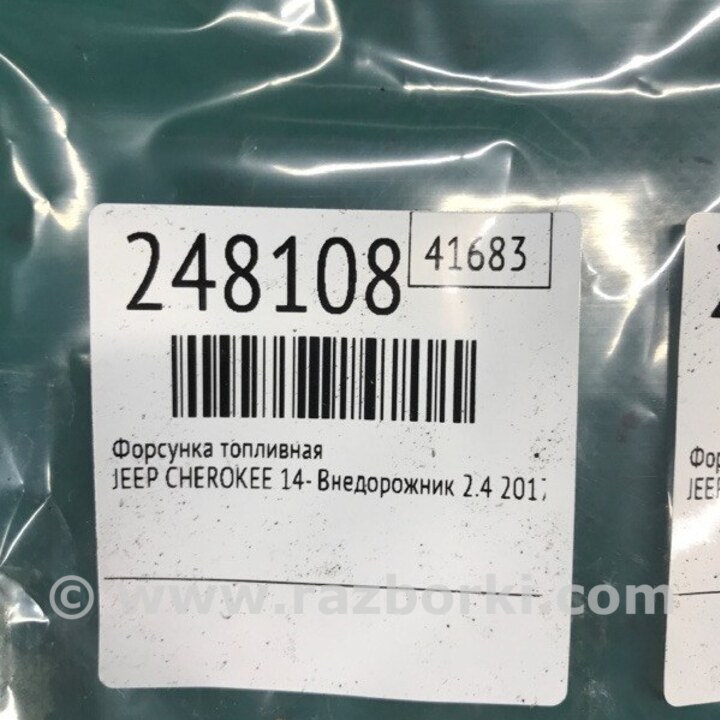 248108
41683
Форсунка топливная
JEEP CHEROKEE 14- Внедорожник 2.4 2017
© www.razborki.com